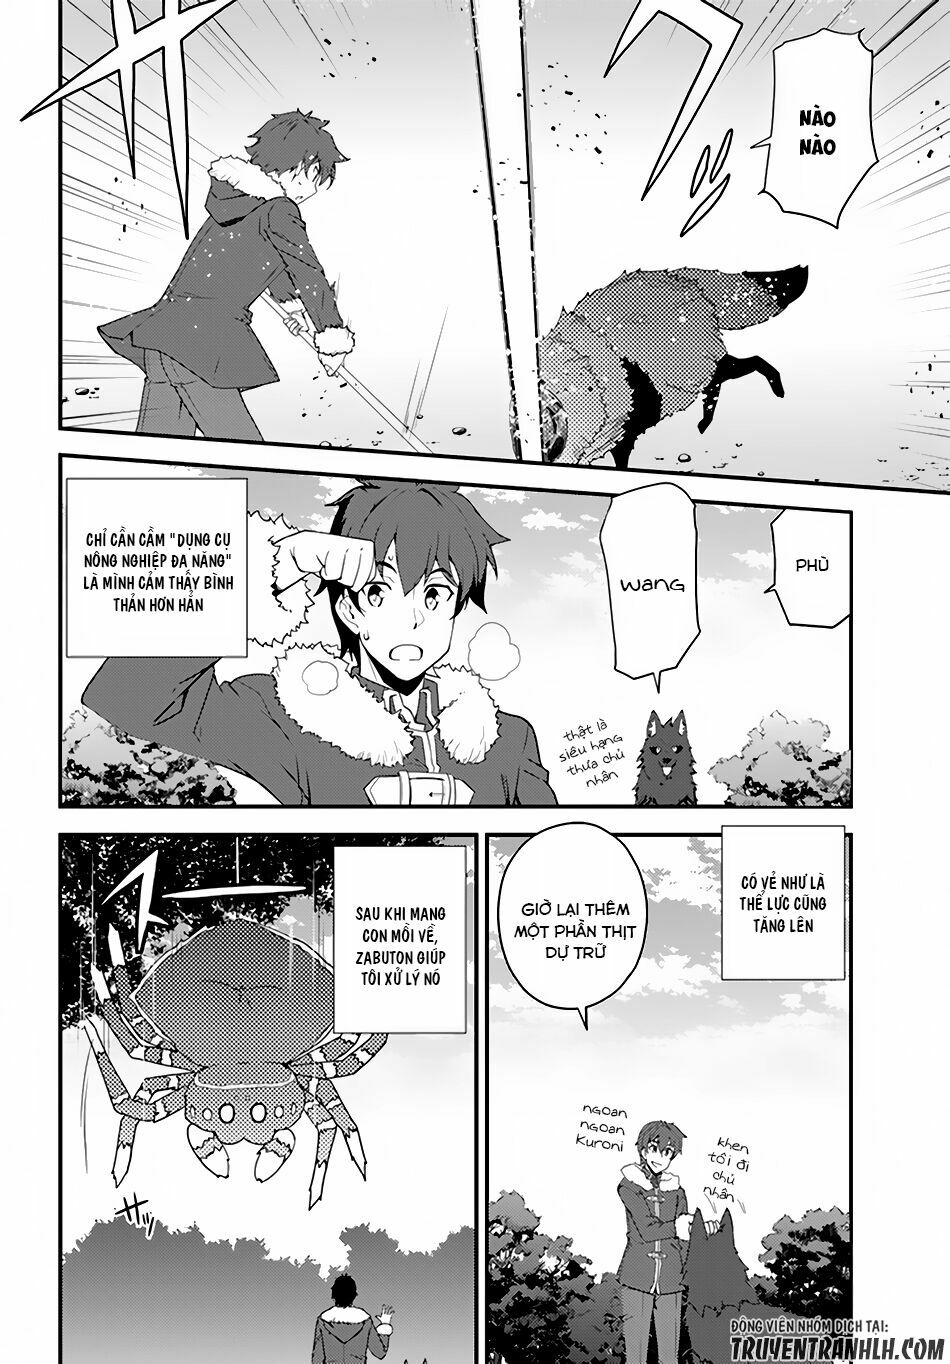 NÀO
NÀO
PHÙ
WANG
thật là
siêu hạng
thưa chủ
nhân
CHỈ CẦN CẦM "DỤNG CỤ
NÔNG NGHIỆP ĐA NĂNG"
LÀ MÌNH CẢM THẤY BÌNH
THẢN HƠN HẲN
CÓ VẺ NHƯ LÀ
THỂ LỰC CŨNG
TĂNG LÊN
GIỜ LẠI THÊM
MỘT PHẦN THỊT
DỰ TRỮ
ngoan
ngoan
Kuroni
khen
tôi đi
chủ
nhân
SAU KHI MANG
CON MỒI VỀ,
ZABUTON GIÚP
TÔI XỬ LÝ NÓ
ĐỘNG VIÊN NHÓM DỊCH TẠI:
TRUYENTRANHLH.COM